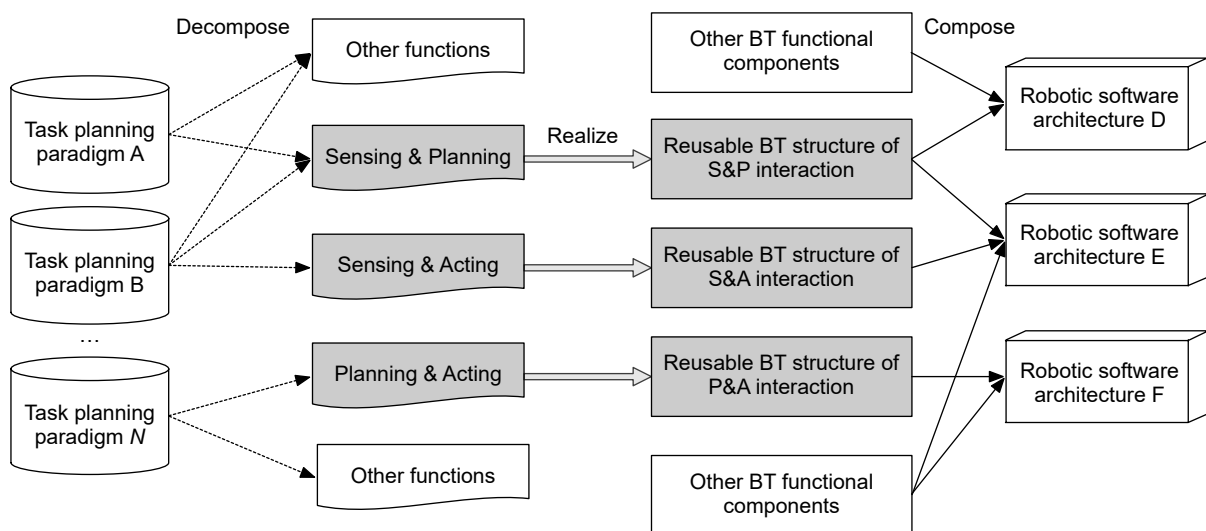 Decompose
Task planning
paradigm A
Task planning
paradigm B
...
Task planning
paradigm N
Other functions
Sensing & Planning
Sensing & Acting
Planning & Acting
Other functions
Realize
Other BT functional
components
Reusable BT structure of
S&P interaction
Reusable BT structure of
S&A interaction
Reusable BT structure of
P&A interaction
Other BT functional
components
Compose
Robotic software
architecture D
Robotic software
architecture E
Robotic software
architecture F